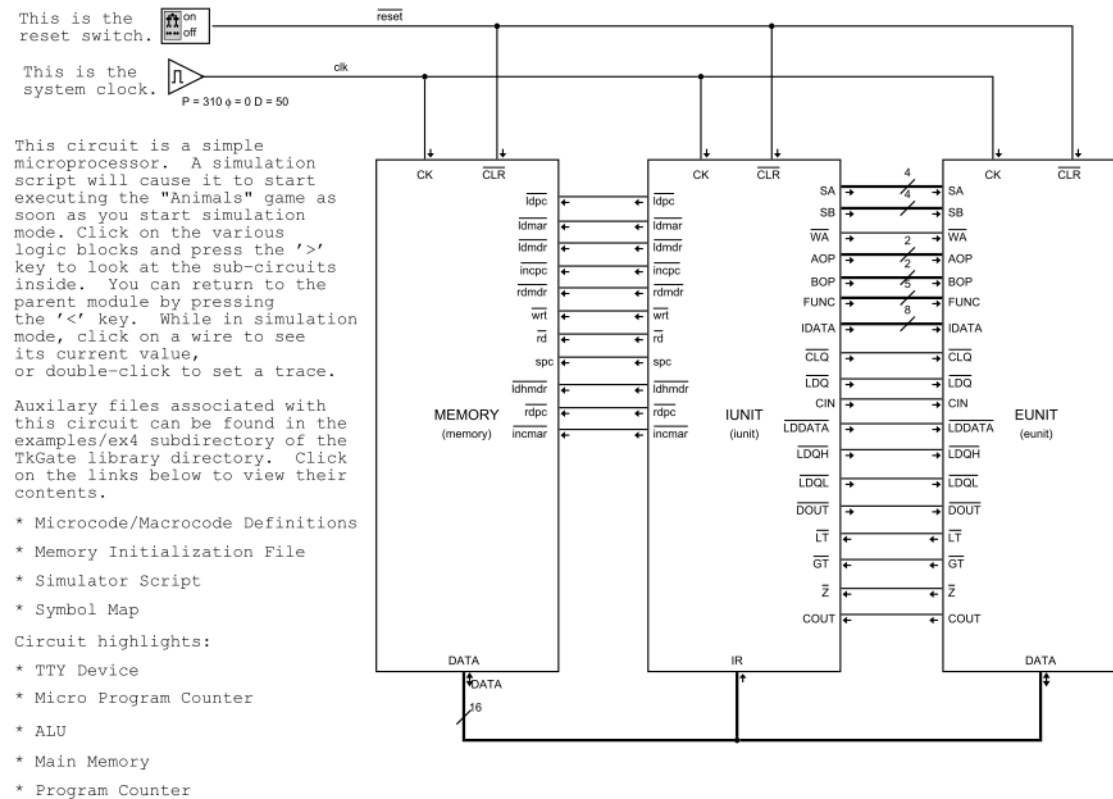 This is the
reset switch.
on
off
reset
This is the
system clock.
clk
P = 310 φ = 0 D = 50
This circuit is a simple
microprocessor. A simulation
script will cause it to start
executing the "Animals" game as
soon as you start simulation
mode. Click on the various
logic blocks and press the '>'
key to look at the sub-circuits
inside. You can return to the
parent module by pressing
the '<' key. While in simulation
mode, click on a wire to see
its current value,
or double-click to set a trace.
Auxilary files associated with
this circuit can be found in the
examples/ex4 subdirectory of the
TkGate library directory. Click
on the links below to view their
contents.
* Microcode/Macrocode Definitions
* Memory Initialization File
* Simulator Script
* Symbol Map
Circuit highlights:
* TTY Device
* Micro Program Counter
* ALU
* Main Memory
* Program Counter
CK
CLR
ldpc
ldmar
ldmdr
incpc
rdmdr
wrt
rd
spc
ldhmdr
rdpc
incmar
MEMORY
(memory)
DATA
DATA
16
CK
CLR
ldpc
ldmar
ldmdr
incpc
rdmdr
wrt
rd
spc
ldhmdr
rdpc
incmar
IUNIT
(iunit)
SA
SB
WA
AOP
BOP
FUNC
IDATA
CLQ
LDQ
CIN
LDDATA
LDQH
LDQL
DOUT
LT
GT
Z
COUT
IR
4
4
2
2
5
8
CK
CLR
SA
SB
WA
AOP
BOP
FUNC
IDATA
CLQ
LDQ
CIN
LDDATA
LDQH
LDQL
DOUT
LT
GT
Z
COUT
EUNIT
(eunit)
DATA